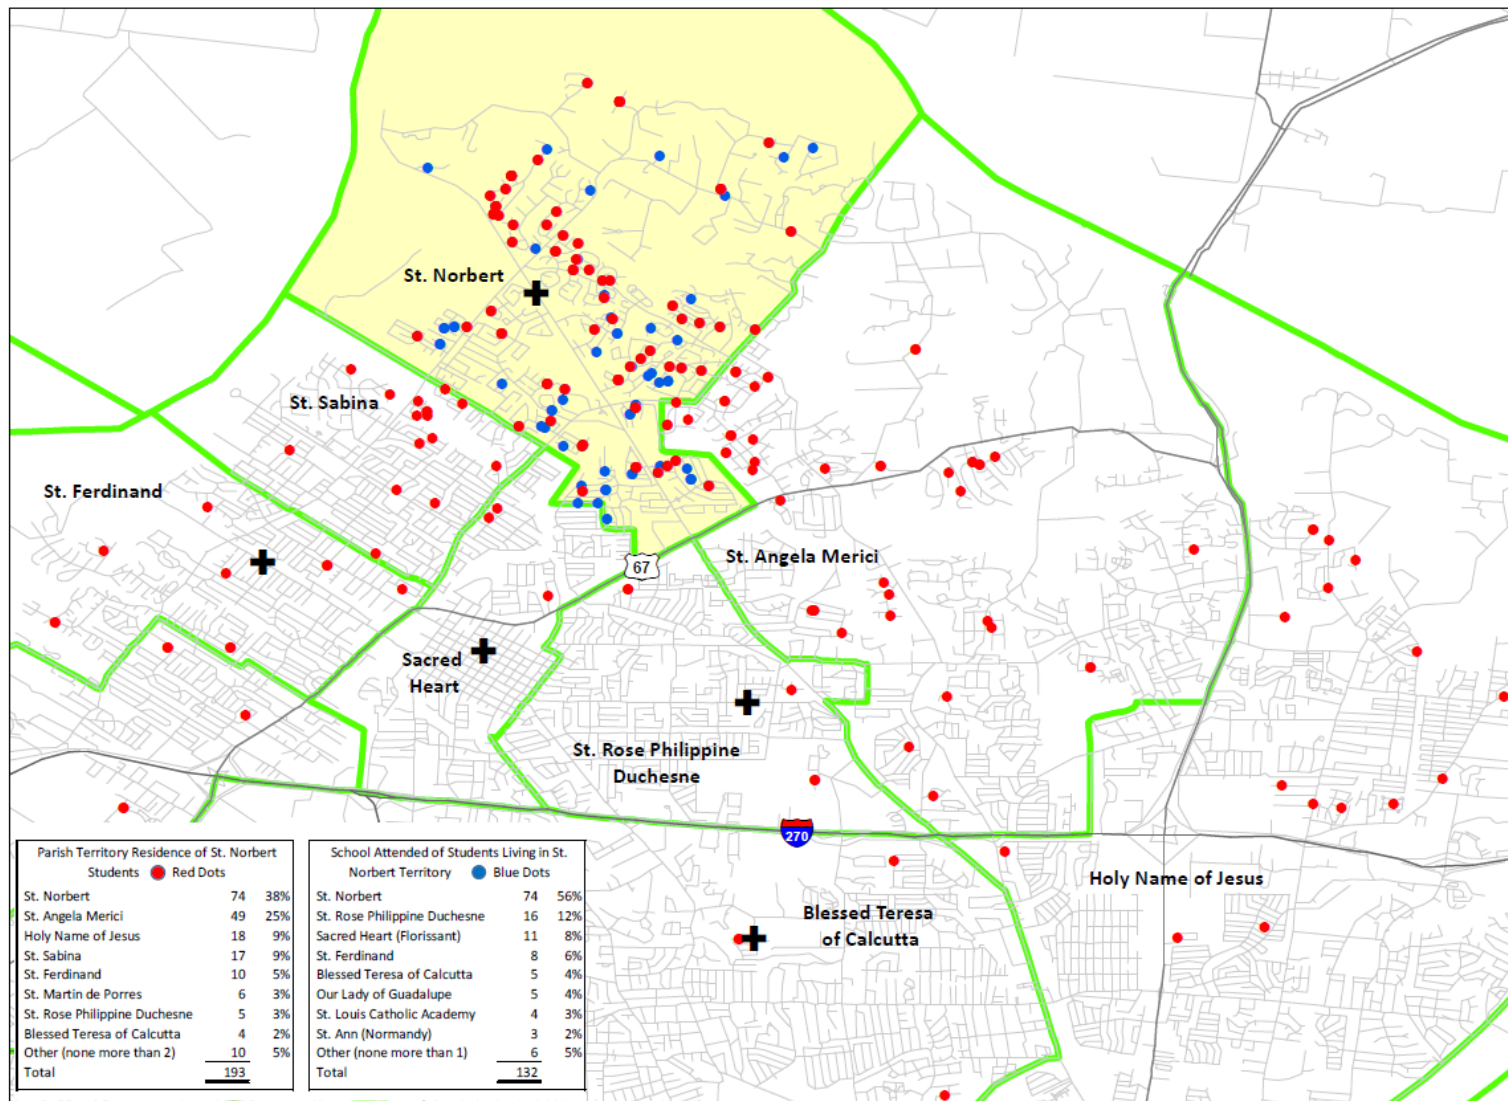 St. Norbert
St. Sabina
St. Ferdinand
67
St. Angela Merici
Sacred
Heart
St. Rose Philippine
Duchesne
270
Holy Name of Jesus
Blessed Teresa
of Calcutta
Parish Territory Residence of St. Norbert
Students Red Dots
St. Norbert 74 38%
St. Angela Merici 49 25%
Holy Name of Jesus 18 9%
St. Sabina 17 9%
St. Ferdinand 10 5%
St. Martin de Porres 6 3%
St. Rose Philippine Duchesne 5 3%
Blessed Teresa of Calcutta 4 2%
Other (none more than 2) 10 5%
Total 193
School Attended of Students Living in St.
Norbert Territory Blue Dots
St. Norbert 74 56%
St. Rose Philippine Duchesne 16 12%
Sacred Heart (Florissant) 11 8%
St. Ferdinand 8 6%
Blessed Teresa of Calcutta 5 4%
Our Lady of Guadalupe 5 4%
St. Louis Catholic Academy 4 3%
St. Ann (Normandy) 3 2%
Other (none more than 1) 6 5%
Total 132